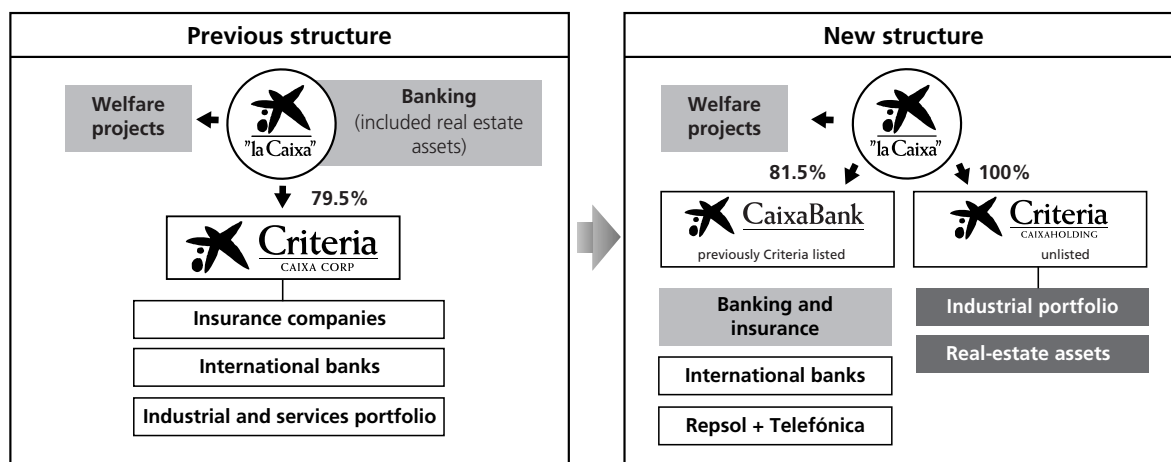 Previous structure
Welfare
projects
"la Caixa"
Banking
(included real estate
assets)
79.5%
Criteria
CAIXA CORP
Insurance companies
International banks
Industrial and services portfolio
New structure
Welfare
projects
"la Caixa"
81.5%
100%
CaixaBank
previously Criteria listed
Criteria
CAIXAHOLDING
unlisted
Banking and
insurance
International banks
Repsol + Telefónica
Industrial portfolio
Real-estate assets